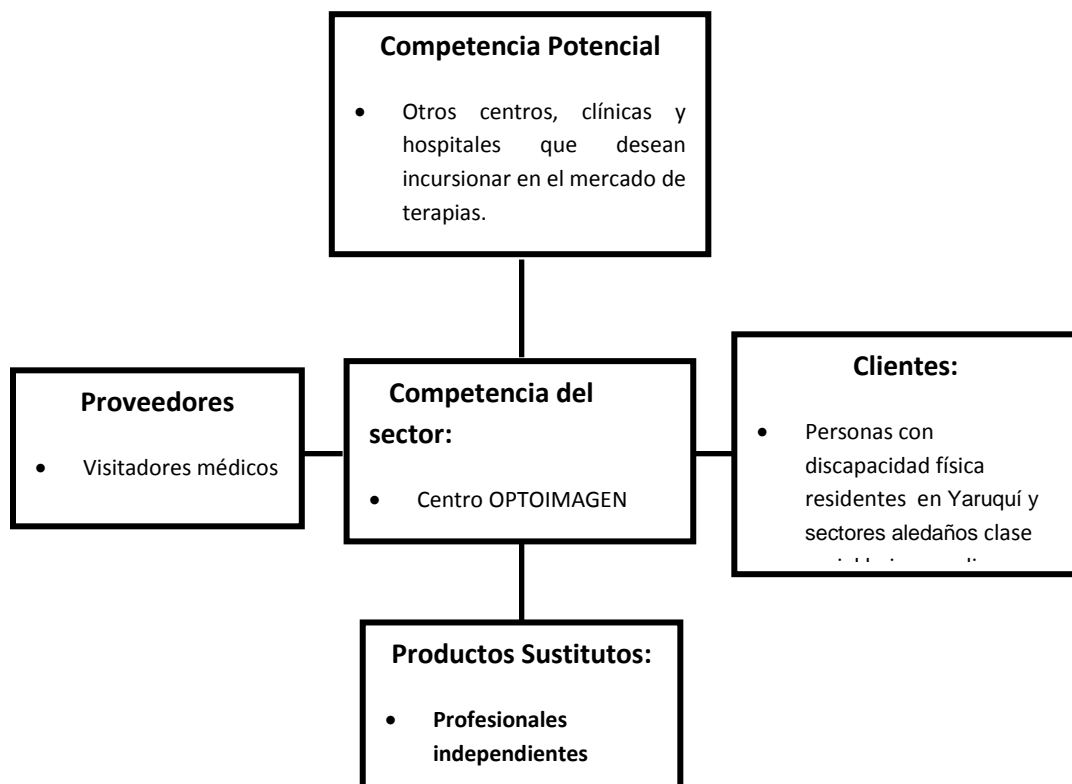 Competencia Potencial
• Otros centros, clínicas y
hospitales que desean
incursionar en el mercado de
terapias.
Proveedores
• Visitadores médicos
Competencia del
sector:
• Centro OPTOIMAGEN
Clientes:
• Personas con
discapacidad física
residentes en Yaruquí y
sectores aledaños clase
Productos Sustitutos:
• Profesionales
independientes